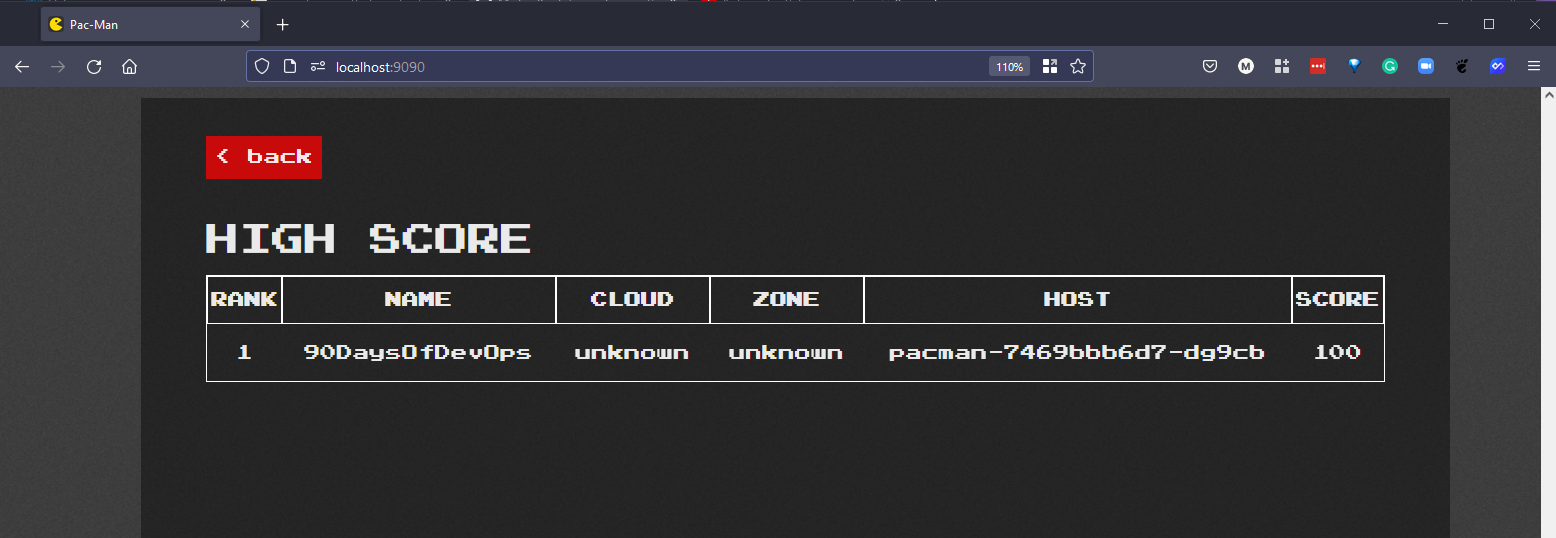 Pac-Man
localhost:9090
110%
< back
HIGH SCORE
RANK NAME CLOUD ZONE HOST SCORE
1 90DaysOfDevOps unknown unknown pacman-7469bbb6d7-dg9cb 100